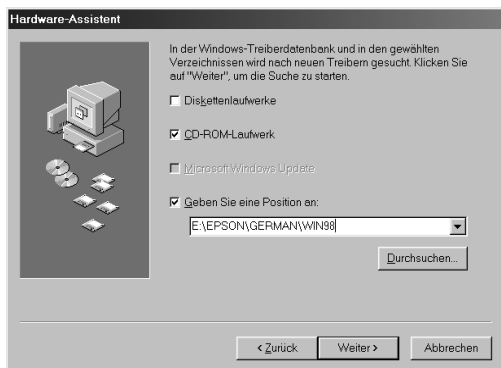 Hardware-Assistent
In der Windows-Treiberdatenbank und in den gewählten
Verzeichnissen wird nach neuen Treibern gesucht. Klicken Sie
auf "Weiter", um die Suche zu starten.
Diskettenlaufwerke
CD-ROM-Laufwerk
Microsoft Windows Update
Geben Sie eine Position an:
E:\EPSON\GERMAN\WIN98
Durchsuchen...
< Zurück
Weiter >
Abbrechen